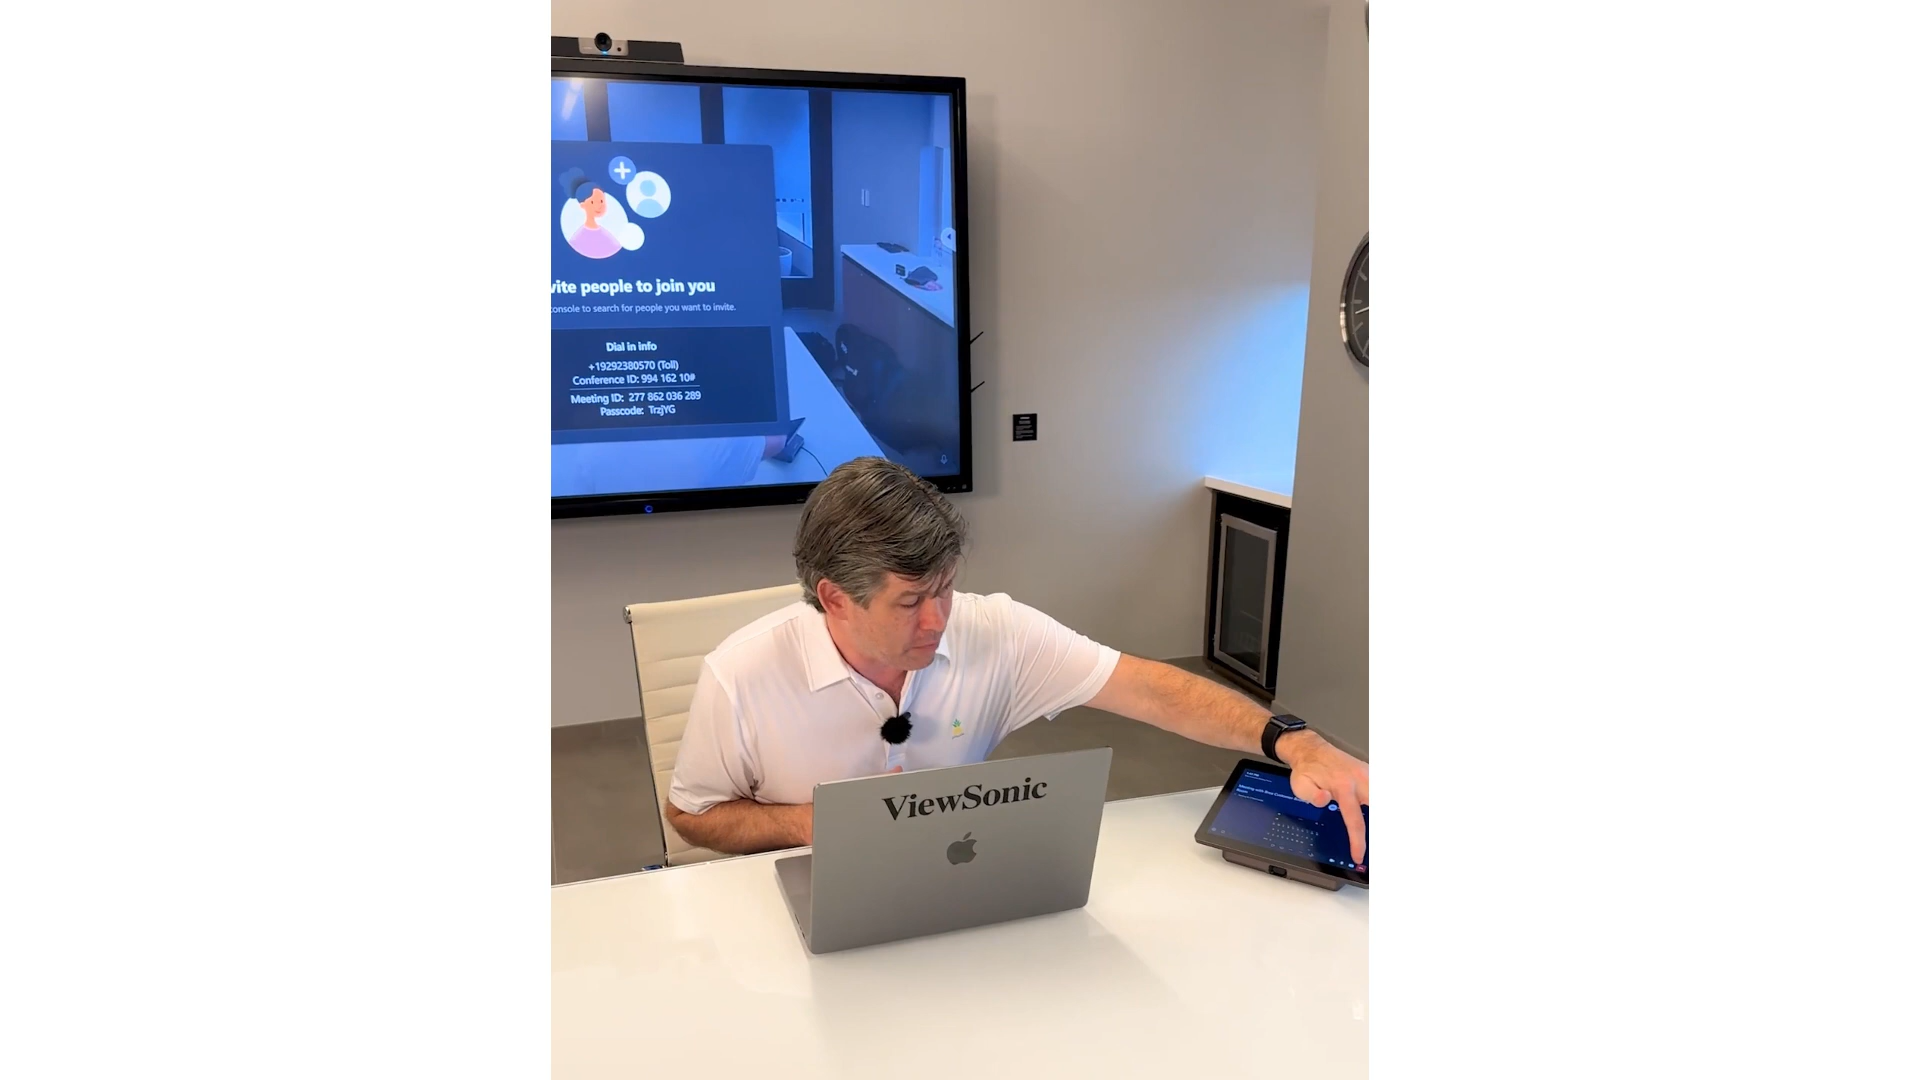 vite people to join you
console to search for people you want to invite.
Dial in info
+19292380570 (Toll)
Conference ID: 994 162 10#
Meeting ID: 277 862 036 289
Passcode: TrzjYG
ViewSonic